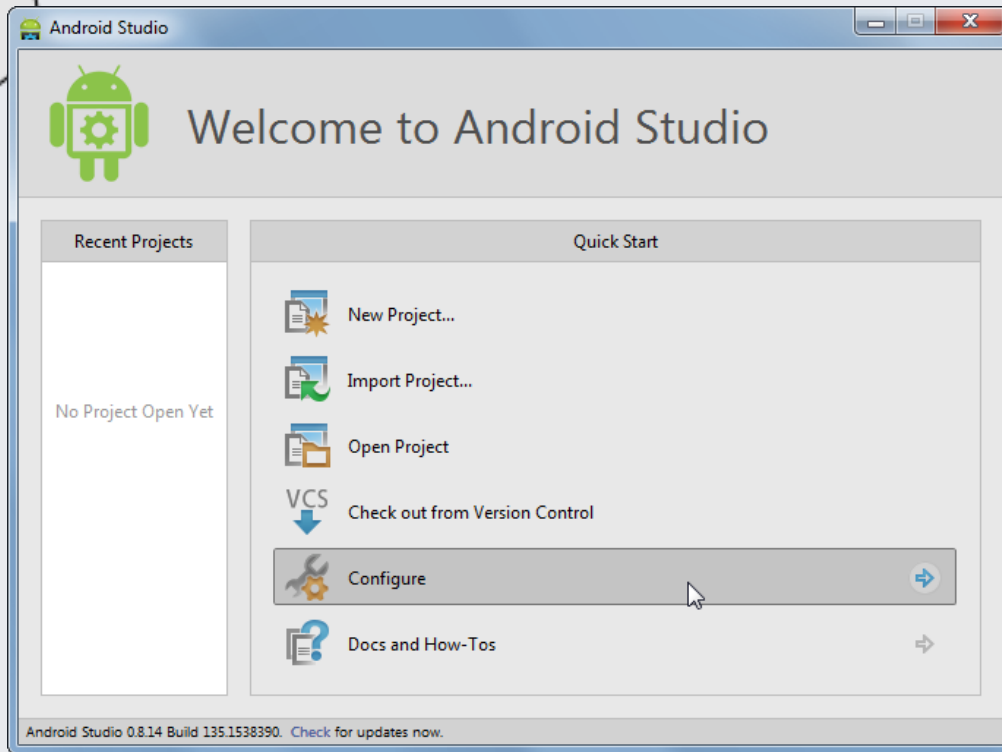 Android Studio
Welcome to Android Studio
Recent Projects
No Project Open Yet
Quick Start
New Project...
Import Project...
Open Project
VCS
Check out from Version Control
Configure
Docs and How-Tos
Android Studio 0.8.14 Build 135.1538390. Check for updates now.